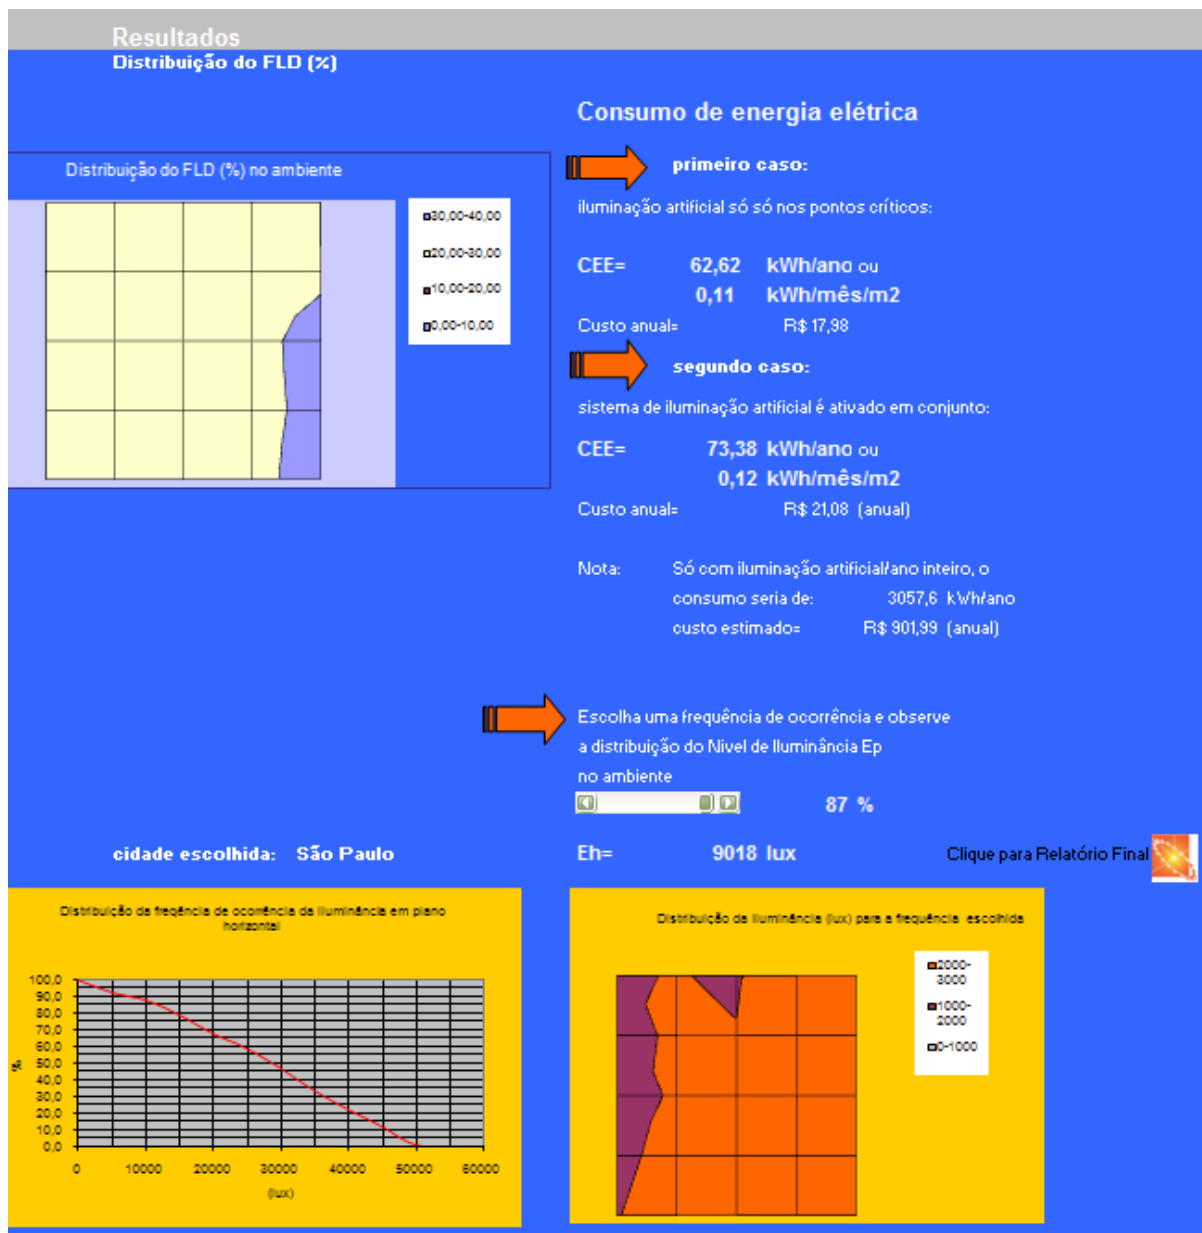 Resultados
Distribuição do FLD (%)
Consumo de energia elétrica
primeiro caso:
iluminação artificial só só nos pontos críticos:
CEE= 62,62 kWh/ano ou
0,11 kWh/mês/m2
Custo anual= R$ 17,98
segundo caso:
sistema de iluminação artificial é ativado em conjunto:
CEE= 73,38 kWh/ano ou
0,12 kWh/mês/m2
Custo anual= R$ 21,08 (anual)
Nota: Só com iluminação artificial/ano inteiro, o
consumo seria de: 3057,6 kWh/ano
custo estimado= R$ 901,99 (anual)
Distribuição do FLD (%) no ambiente
30,00-40,00
20,00-30,00
10,00-20,00
0,00-10,00
Escolha uma frequência de ocorrência e observe
a distribuição do Nivel de Iluminância Ep
no ambiente
87 %
cidade escolhida: São Paulo
Eh= 9018 lux
Clique para Relatório Final
Distribuição da freqência de ocorrência da Iluminância em plano
horizontal
100,0
90,0
80,0
70,0
60,0
50,0
40,0
30,0
20,0
10,0
0,0
%
0 10000 20000 30000 40000 50000 60000
(lux)
Distribuição da Iluminância (lux) para a frequência escolhida
2000-
3000
1000-
2000
0-1000